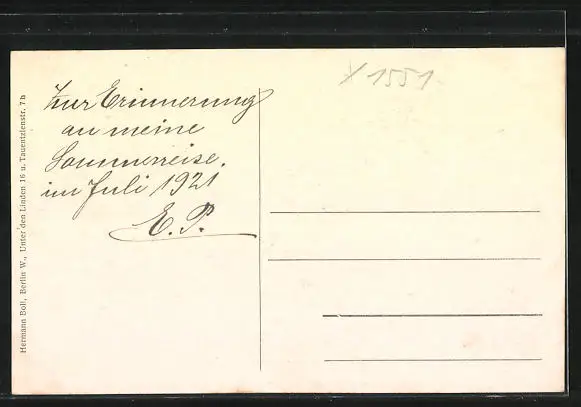 Zur Erinnerung
an meine
Sommerreise.
im Juli 1921
E. P.
x 1551
Hermann Boll, Berlin W., Unter den Linden 16 u. Tauentzienstr. 7b